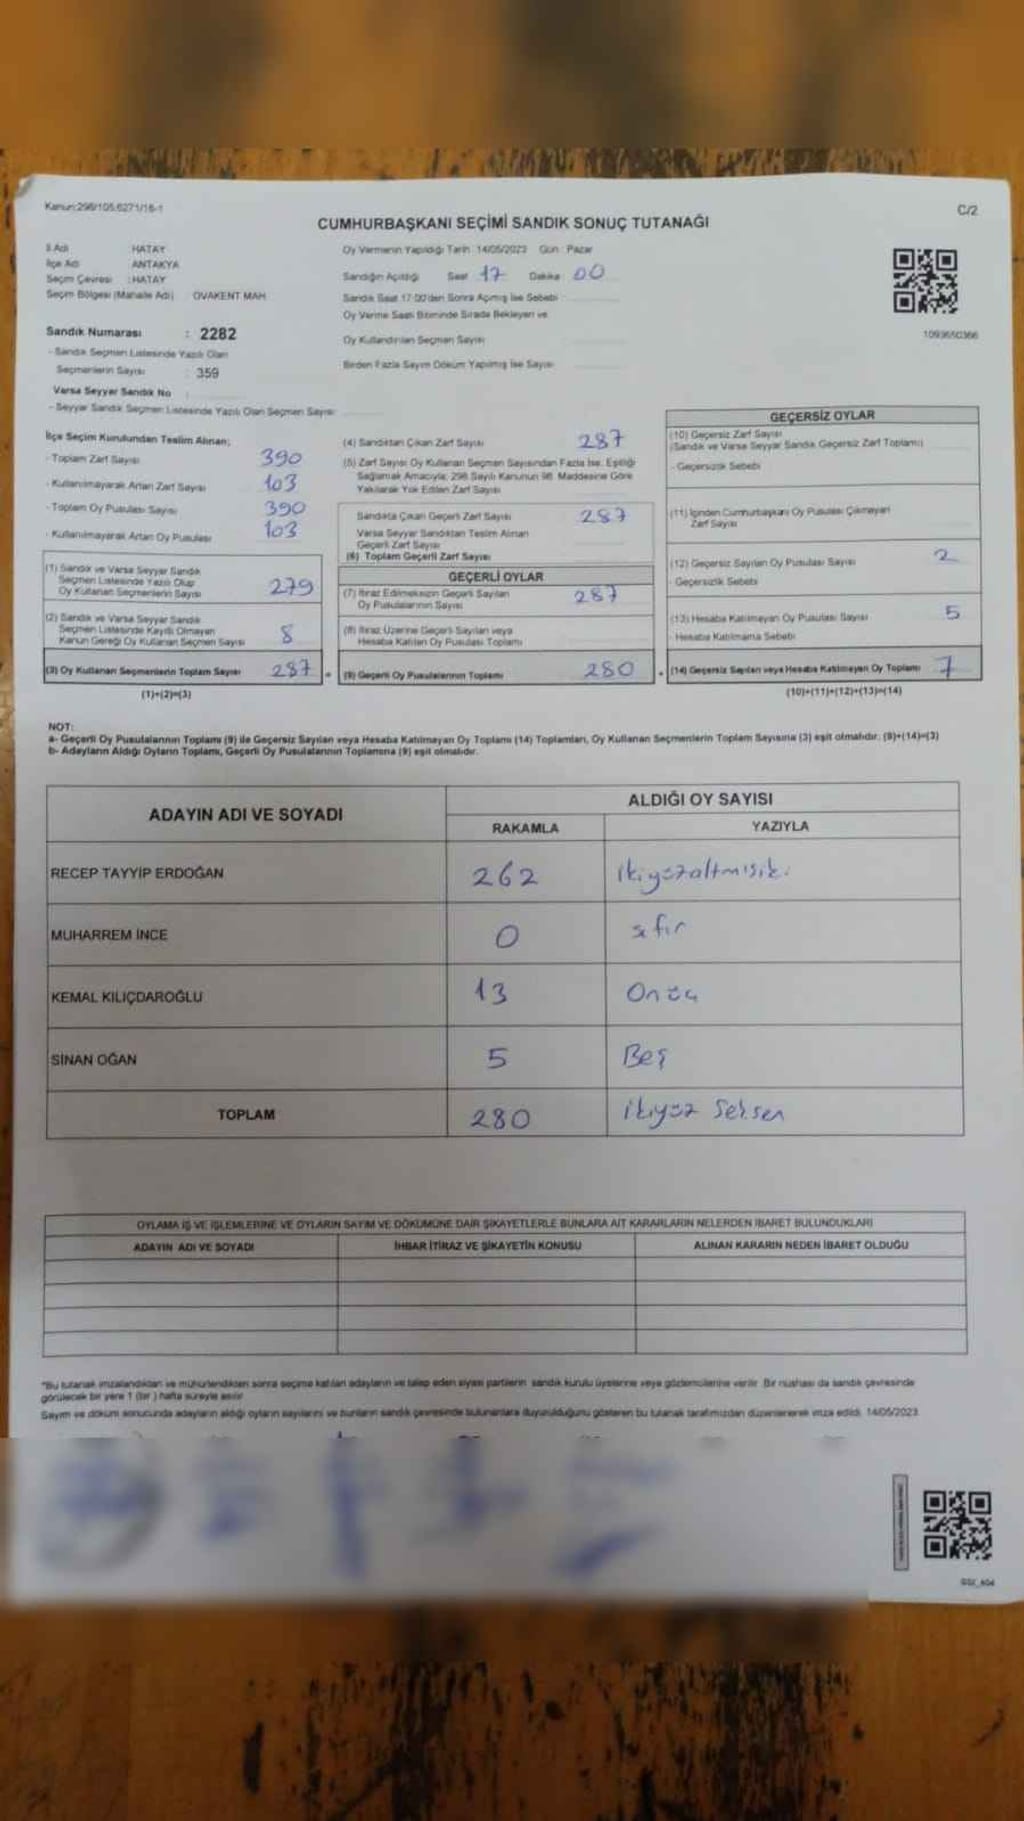 Kanun:298/105.6271/16-1
C/2
CUMHURBAŞKANI SEÇİMİ SANDIK SONUÇ TUTANAĞI
İl Adı HATAY
İlçe Adı ANTAKYA
Seçim Çevresi : HATAY
Seçim Bölgesi (Mahalle Adı) OVAKENT MAH.
Oy Vermenin Yapıldığı Tarih 14/05/2023 Gün : Pazar
Sandığın Açıldığı Saat 17 Dakika 00
Sandık Saat 17:00'den Sonra Açılmış İse Sebebi
Oy Verme Saati Bitiminde Sırada Bekleyen ve
Oy Kullandırılan Seçmen Sayısı
Birden Fazla Sayım Döküm Yapılmış İse Sayısı
Sandık Numarası : 2282
- Sandık Seçmen Listesinde Yazılı Olan
Seçmenlerin Sayısı : 359
Varsa Seyyar Sandık No :
- Seyyar Sandık Seçmen Listesinde Yazılı Olan Seçmen Sayısı
İlçe Seçim Kurulundan Teslim Alınan;
- Toplam Zarf Sayısı 390
- Kullanılmayarak Artan Zarf Sayısı 103
- Toplam Oy Pusulası Sayısı 390
- Kullanılmayarak Artan Oy Pusulası 103
(1) Sandık ve Varsa Seyyar Sandık
Seçmen Listesinde Yazılı Olup
Oy Kullanan Seçmenlerin Sayısı 279
(2) Sandık ve Varsa Seyyar Sandık
Seçmen Listesinde Kayıtlı Olmayan
Kanun Gereği Oy Kullanan Seçmen Sayısı 8
(3) Oy Kullanan Seçmenlerin Toplam Sayısı 287
(1)+(2)=(3)
(4) Sandıktan Çıkan Zarf Sayısı 287
(5) Zarf Sayısı Oy Kullanan Seçmen Sayısından Fazla İse, Eşitliği
Sağlamak Amacıyla; 298 Sayılı Kanunun 98. Maddesine Göre
Yakılarak Yok Edilen Zarf Sayısı
Sandıkta Çıkan Geçerli Zarf Sayısı 287
Varsa Seyyar Sandıktan Teslim Alınan
Geçerli Zarf Sayısı
(6) Toplam Geçerli Zarf Sayısı
GEÇERLİ OYLAR
(7) İtiraz Edilmeksizin Geçerli Sayılan
Oy Pusulalarının Sayısı 287
(8) İtiraz Üzerine Geçerli Sayılan veya
Hesaba Katılan Oy Pusulası Toplamı
(9) Geçerli Oy Pusulalarının Toplamı 280
GEÇERSİZ OYLAR
(10) Geçersiz Zarf Sayısı
(Sandık ve Varsa Seyyar Sandık Geçersiz Zarf Toplamı)
- Geçersizlik Sebebi
(11) İçinden Cumhurbaşkanı Oy Pusulası Çıkmayan
Zarf Sayısı
(12) Geçersiz Sayılan Oy Pusulası Sayısı 2
- Geçersizlik Sebebi
(13) Hesaba Katılmayan Oy Pusulası Sayısı 5
- Hesaba Katılmama Sebebi
(14) Geçersiz Sayılan veya Hesaba Katılmayan Oy Toplamı 7
(10)+(11)+(12)+(13)=(14)
NOT:
a- Geçerli Oy Pusulalarının Toplamı (9) ile Geçersiz Sayılan veya Hesaba Katılmayan Oy Toplamı (14) Toplamları, Oy Kullanan Seçmenlerin Toplam Sayısına (3) eşit olmalıdır. (9)+(14)=(3)
b- Adayların Aldığı Oyların Toplamı, Geçerli Oy Pusulalarının Toplamına (9) eşit olmalıdır.
ADAYIN ADI VE SOYADI ALDIĞI OY SAYISI
RAKAMLA YAZIYLA
RECEP TAYYİP ERDOĞAN 262 ikiyüzaltmışiki
MUHARREM İNCE 0 sıfır
KEMAL KILIÇDAROĞLU 13 Onüç
SİNAN OĞAN 5 Beş
TOPLAM 280 ikiyüz Seksen
OYLAMA İŞ VE İŞLEMLERİNE VE OYLARIN SAYIM VE DÖKÜMÜNE DAİR ŞİKAYETLERLE BUNLARA AİT KARARLARIN NELERDEN İBARET BULUNDUKLARI
ADAYIN ADI VE SOYADI İHBAR İTİRAZ VE ŞİKAYETİN KONUSU ALINAN KARARIN NEDEN İBARET OLDUĞU
*Bu tutanak imzalandıktan ve mühürlendikten sonra seçime katılan adayların ve talep eden siyasi partilerin sandık kurulu üyelerine veya gözlemcilerine verilir. Bir nüshası da sandık çevresinde
görülecek bir yere 1 (bir) hafta süreyle asılır.
Sayım ve döküm sonucunda adayların aldığı oyların sayılarını ve bunların sandık çevresinde bulunanlara duyurulduğunu gösteren bu tutanak tarafımızdan düzenlenerek imza edildi. 14/05/2023